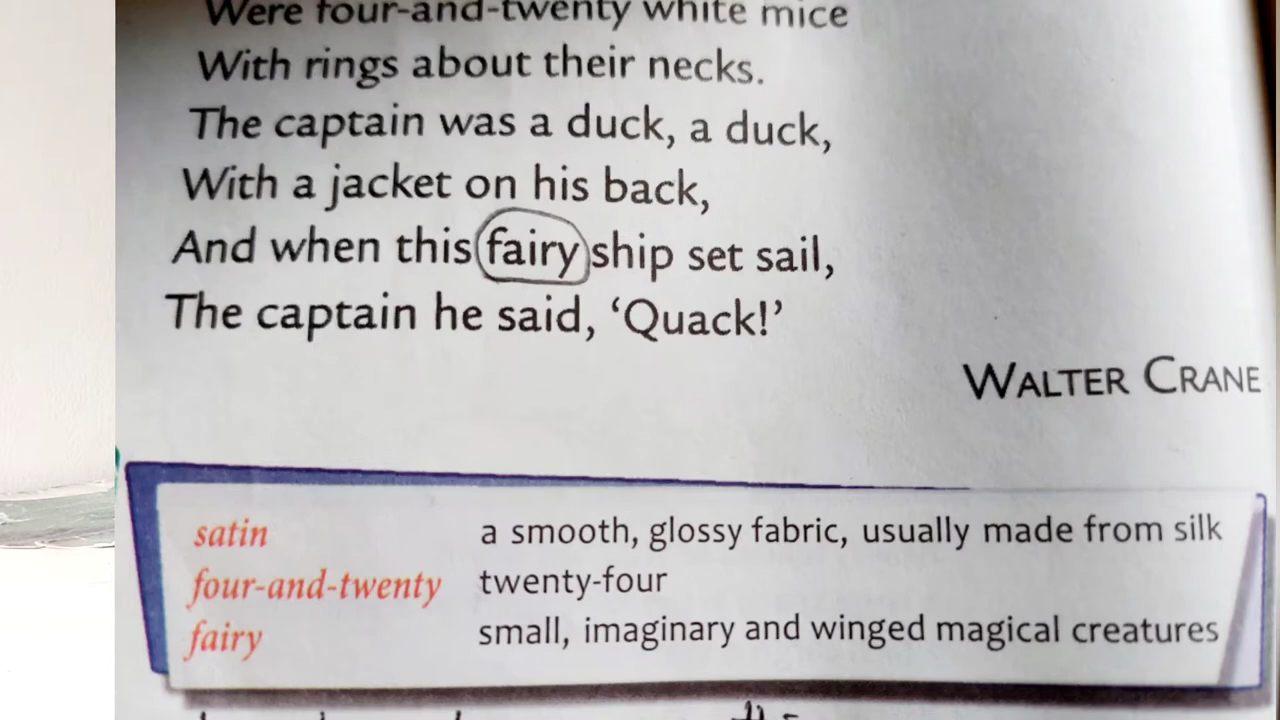 Were four-and-twenty white mice
With rings about their necks.
The captain was a duck, a duck,
With a jacket on his back,
And when this fairy ship set sail,
The captain he said, ‘Quack!’
WALTER CRANE
satin a smooth, glossy fabric, usually made from silk
four-and-twenty twenty-four
fairy small, imaginary and winged magical creatures